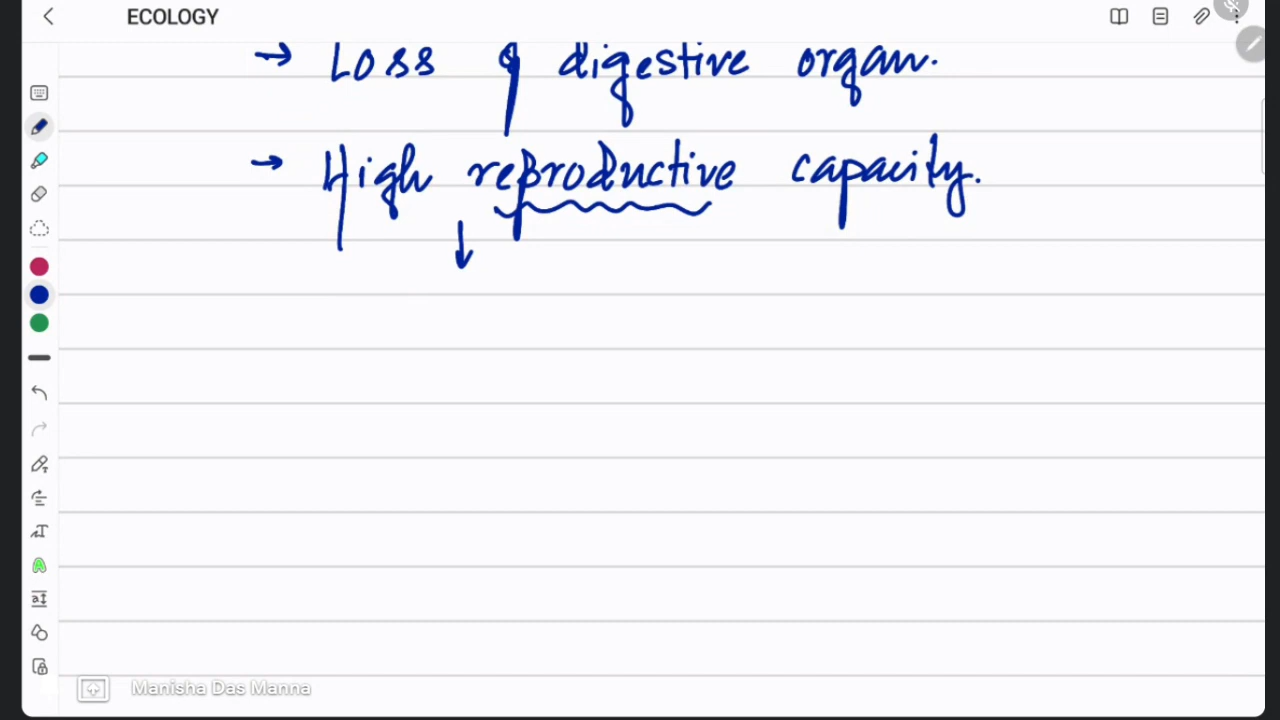 ECOLOGY
→ Loss of digestive organ.
→ High reproductive capacity.
↓
Manisha Das Manna